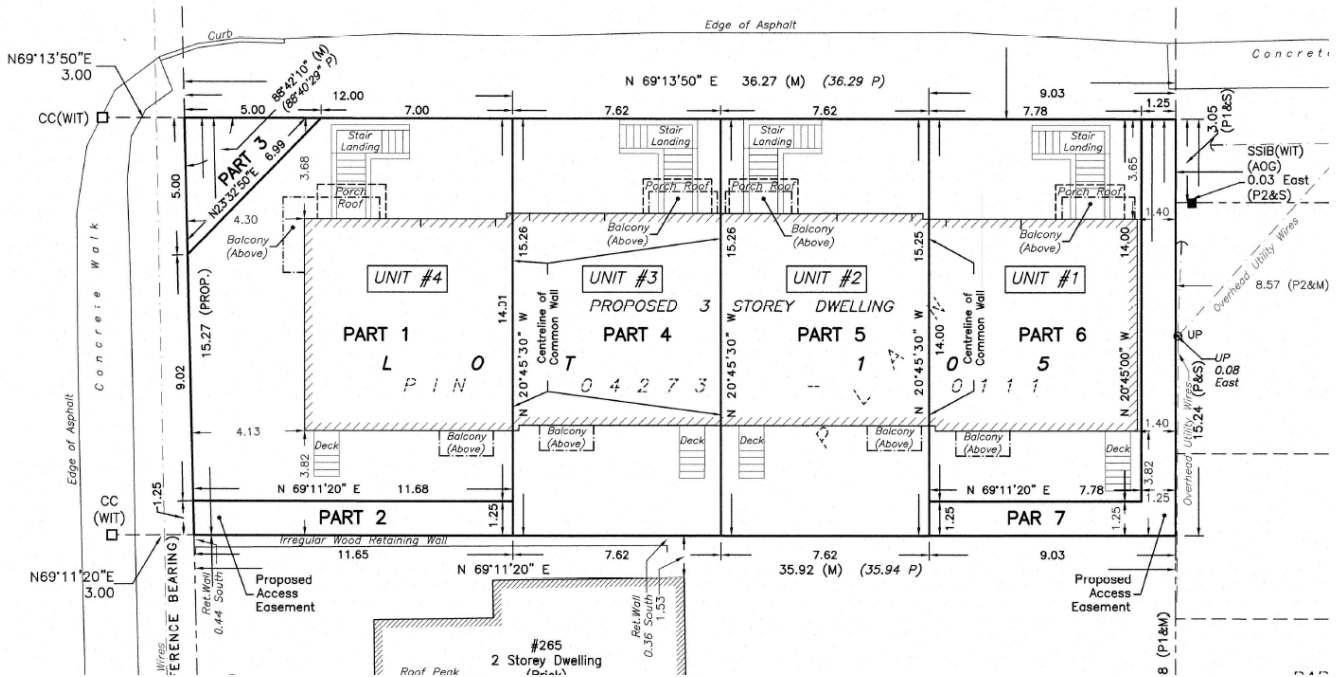 Edge of Asphalt
Curb
Concrete
N69°13'50"E
3.00
88°42'10" (M)
(88°40'29" P)
N 69°13'50" E 36.27 (M) (36.29 P)
12.00
9.03
5.00
7.00
7.62
7.62
7.78
1.25
CC(WIT)
3.05
(P1&S)
SSIB(WIT)
(AOG)
0.03 East
(P2&S)
PART 3
N23°32'50"E 6.99
5.00
3.68
Stair
Landing
Stair
Landing
Stair
Landing
Stair
Landing
3.65
Porch
Roof
Porch Roof
Porch Roof
Porch
Roof
4.30
1.40
Balcony
(Above)
Balcony
(Above)
Balcony
(Above)
Balcony
(Above)
15.26
15.26
15.25
14.00
UNIT #4
UNIT #3
UNIT #2
UNIT #1
Overhead Utility Wires
8.57 (P2&M)
Concrete Walk
15.27 (PROP.)
14.01
PROPOSED 3 STOREY DWELLING
Centreline of
Common Wall
Centreline of
Common Wall
PART 1
PART 4
PART 5
PART 6
14.00
N 20°45'30" W
N 20°45'30" W
N 20°45'30" W
N 20°45'00" W
UP
UP
0.08
East
L O T 1 0 5
PIN 04273 -- 0111
P L A N
9.02
15.24 (P&S)
Overhead Utility Wires
Edge of Asphalt
4.13
1.40
Deck
Balcony
(Above)
Balcony
(Above)
Deck
Deck
Balcony
(Above)
Balcony
(Above)
Deck
3.82
3.82
N 69°11'20" E 11.68
N 69°11'20" E 7.78
1.25
1.25
CC
(WIT)
PART 2
1.25
1.25
PAR 7
1.25
Irregular Wood Retaining Wall
11.65
7.62
7.62
9.03
N 69°11'20" E
35.92 (M) (35.94 P)
N69°11'20"E
3.00
Ret.Wall
0.44 South
Proposed
Access
Easement
Ret.Wall
0.36 South
1.53
Proposed
Access
Easement
FERENCE BEARING)
Wires
#265
2 Storey Dwelling
(Brick)
Roof Peak
8 (P1&M)